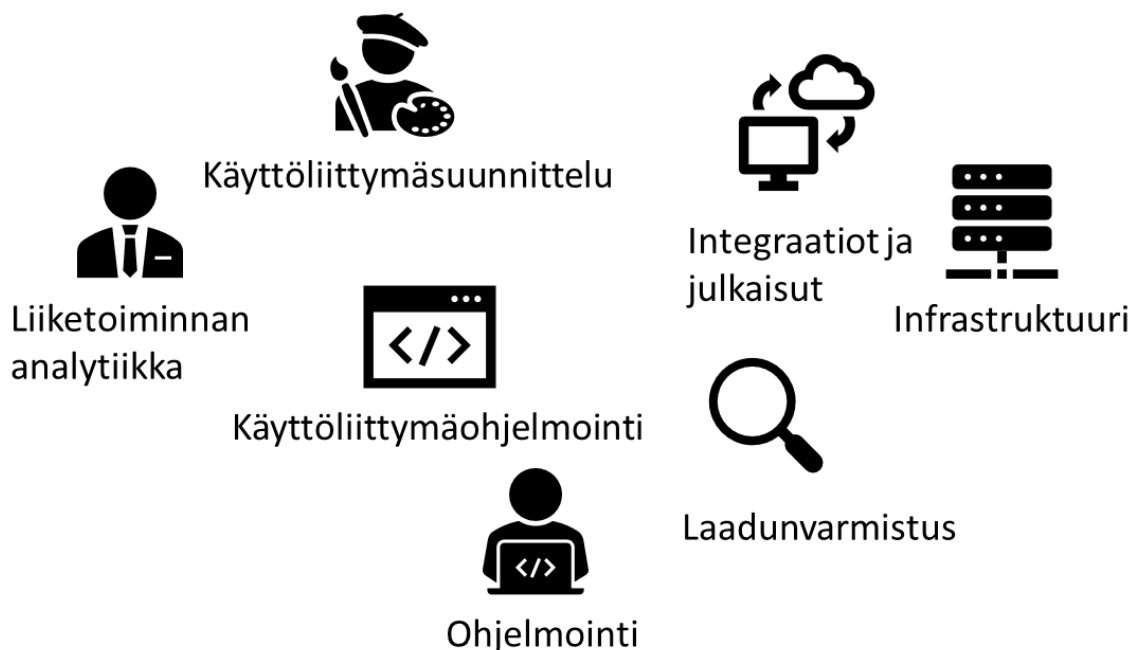 Käyttöliittymäsuunnittelu
Integraatiot ja
julkaisut
Liiketoiminnan
analytiikka
Infrastruktuuri
</>
Käyttöliittymäohjelmointi
Laadunvarmistus
</>
Ohjelmointi